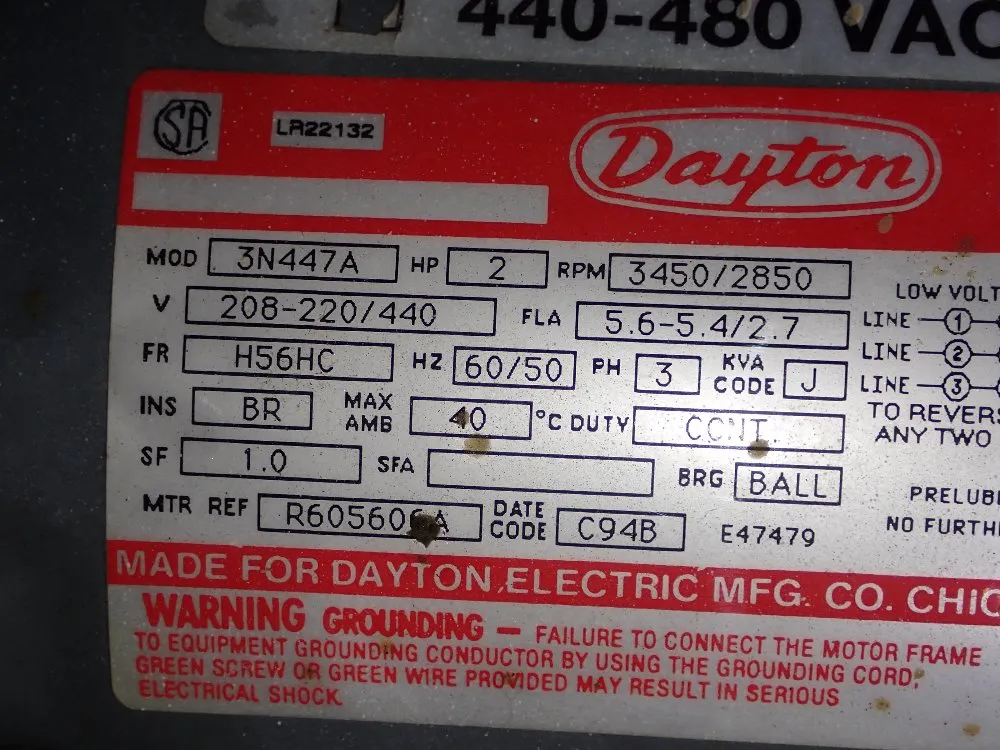 440-480 VAC
SA
LR22132
Dayton
MOD 3N447A HP 2 RPM 3450/2850
LOW VOLT
V 208-220/440 FLA 5.6-5.4/2.7
LINE 1
FR H56HC HZ 60/50 PH 3 KVA CODE J
LINE 2
LINE 3
INS BR MAX AMB 40 °C DUTY CONT.
TO REVERS
ANY TWO
SF 1.0 SFA BRG BALL
PRELUB
MTR REF DATE CODE C94B E47479
NO FURTH
MADE FOR DAYTON ELECTRIC MFG. CO. CHIC
WARNING GROUNDING — FAILURE TO CONNECT THE MOTOR FRAME
TO EQUIPMENT GROUNDING CONDUCTOR BY USING THE GROUNDING CORD,
GREEN SCREW OR GREEN WIRE PROVIDED MAY RESULT IN SERIOUS
ELECTRICAL SHOCK.